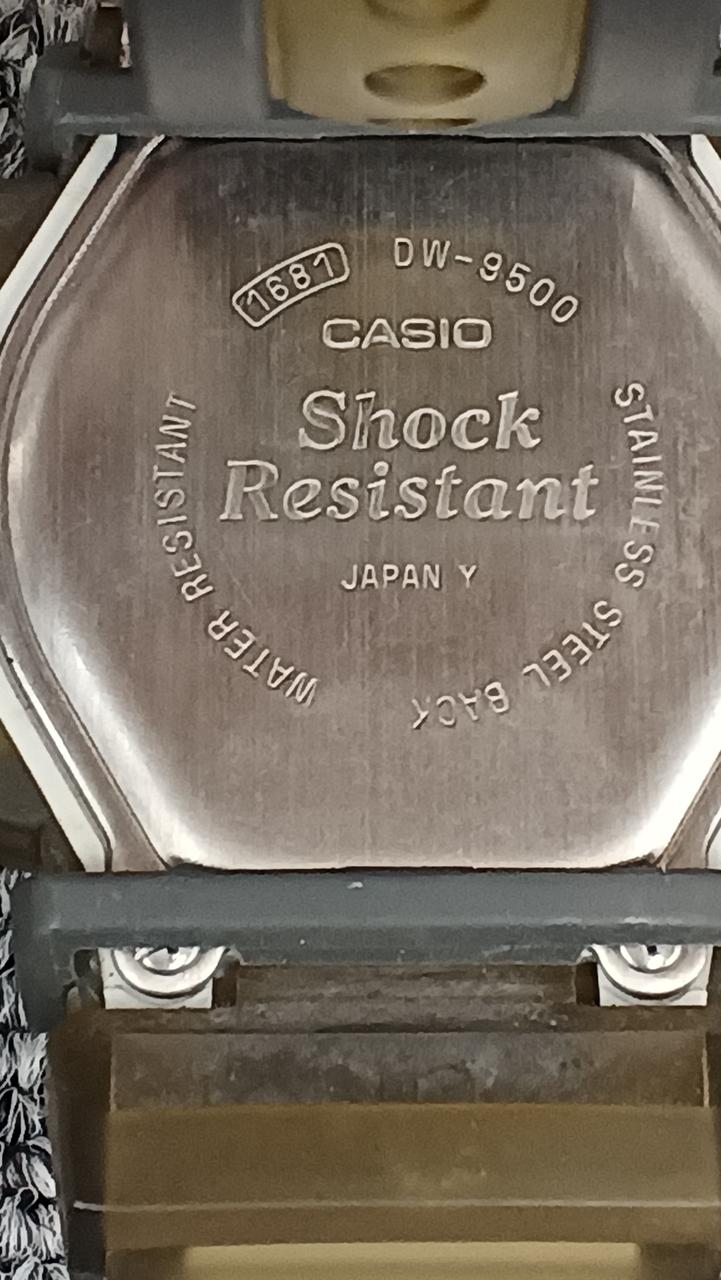 1681 DW-9500
CASIO
Shock
Resistant
JAPAN Y
WATER RESISTANT
STAINLESS STEEL BACK